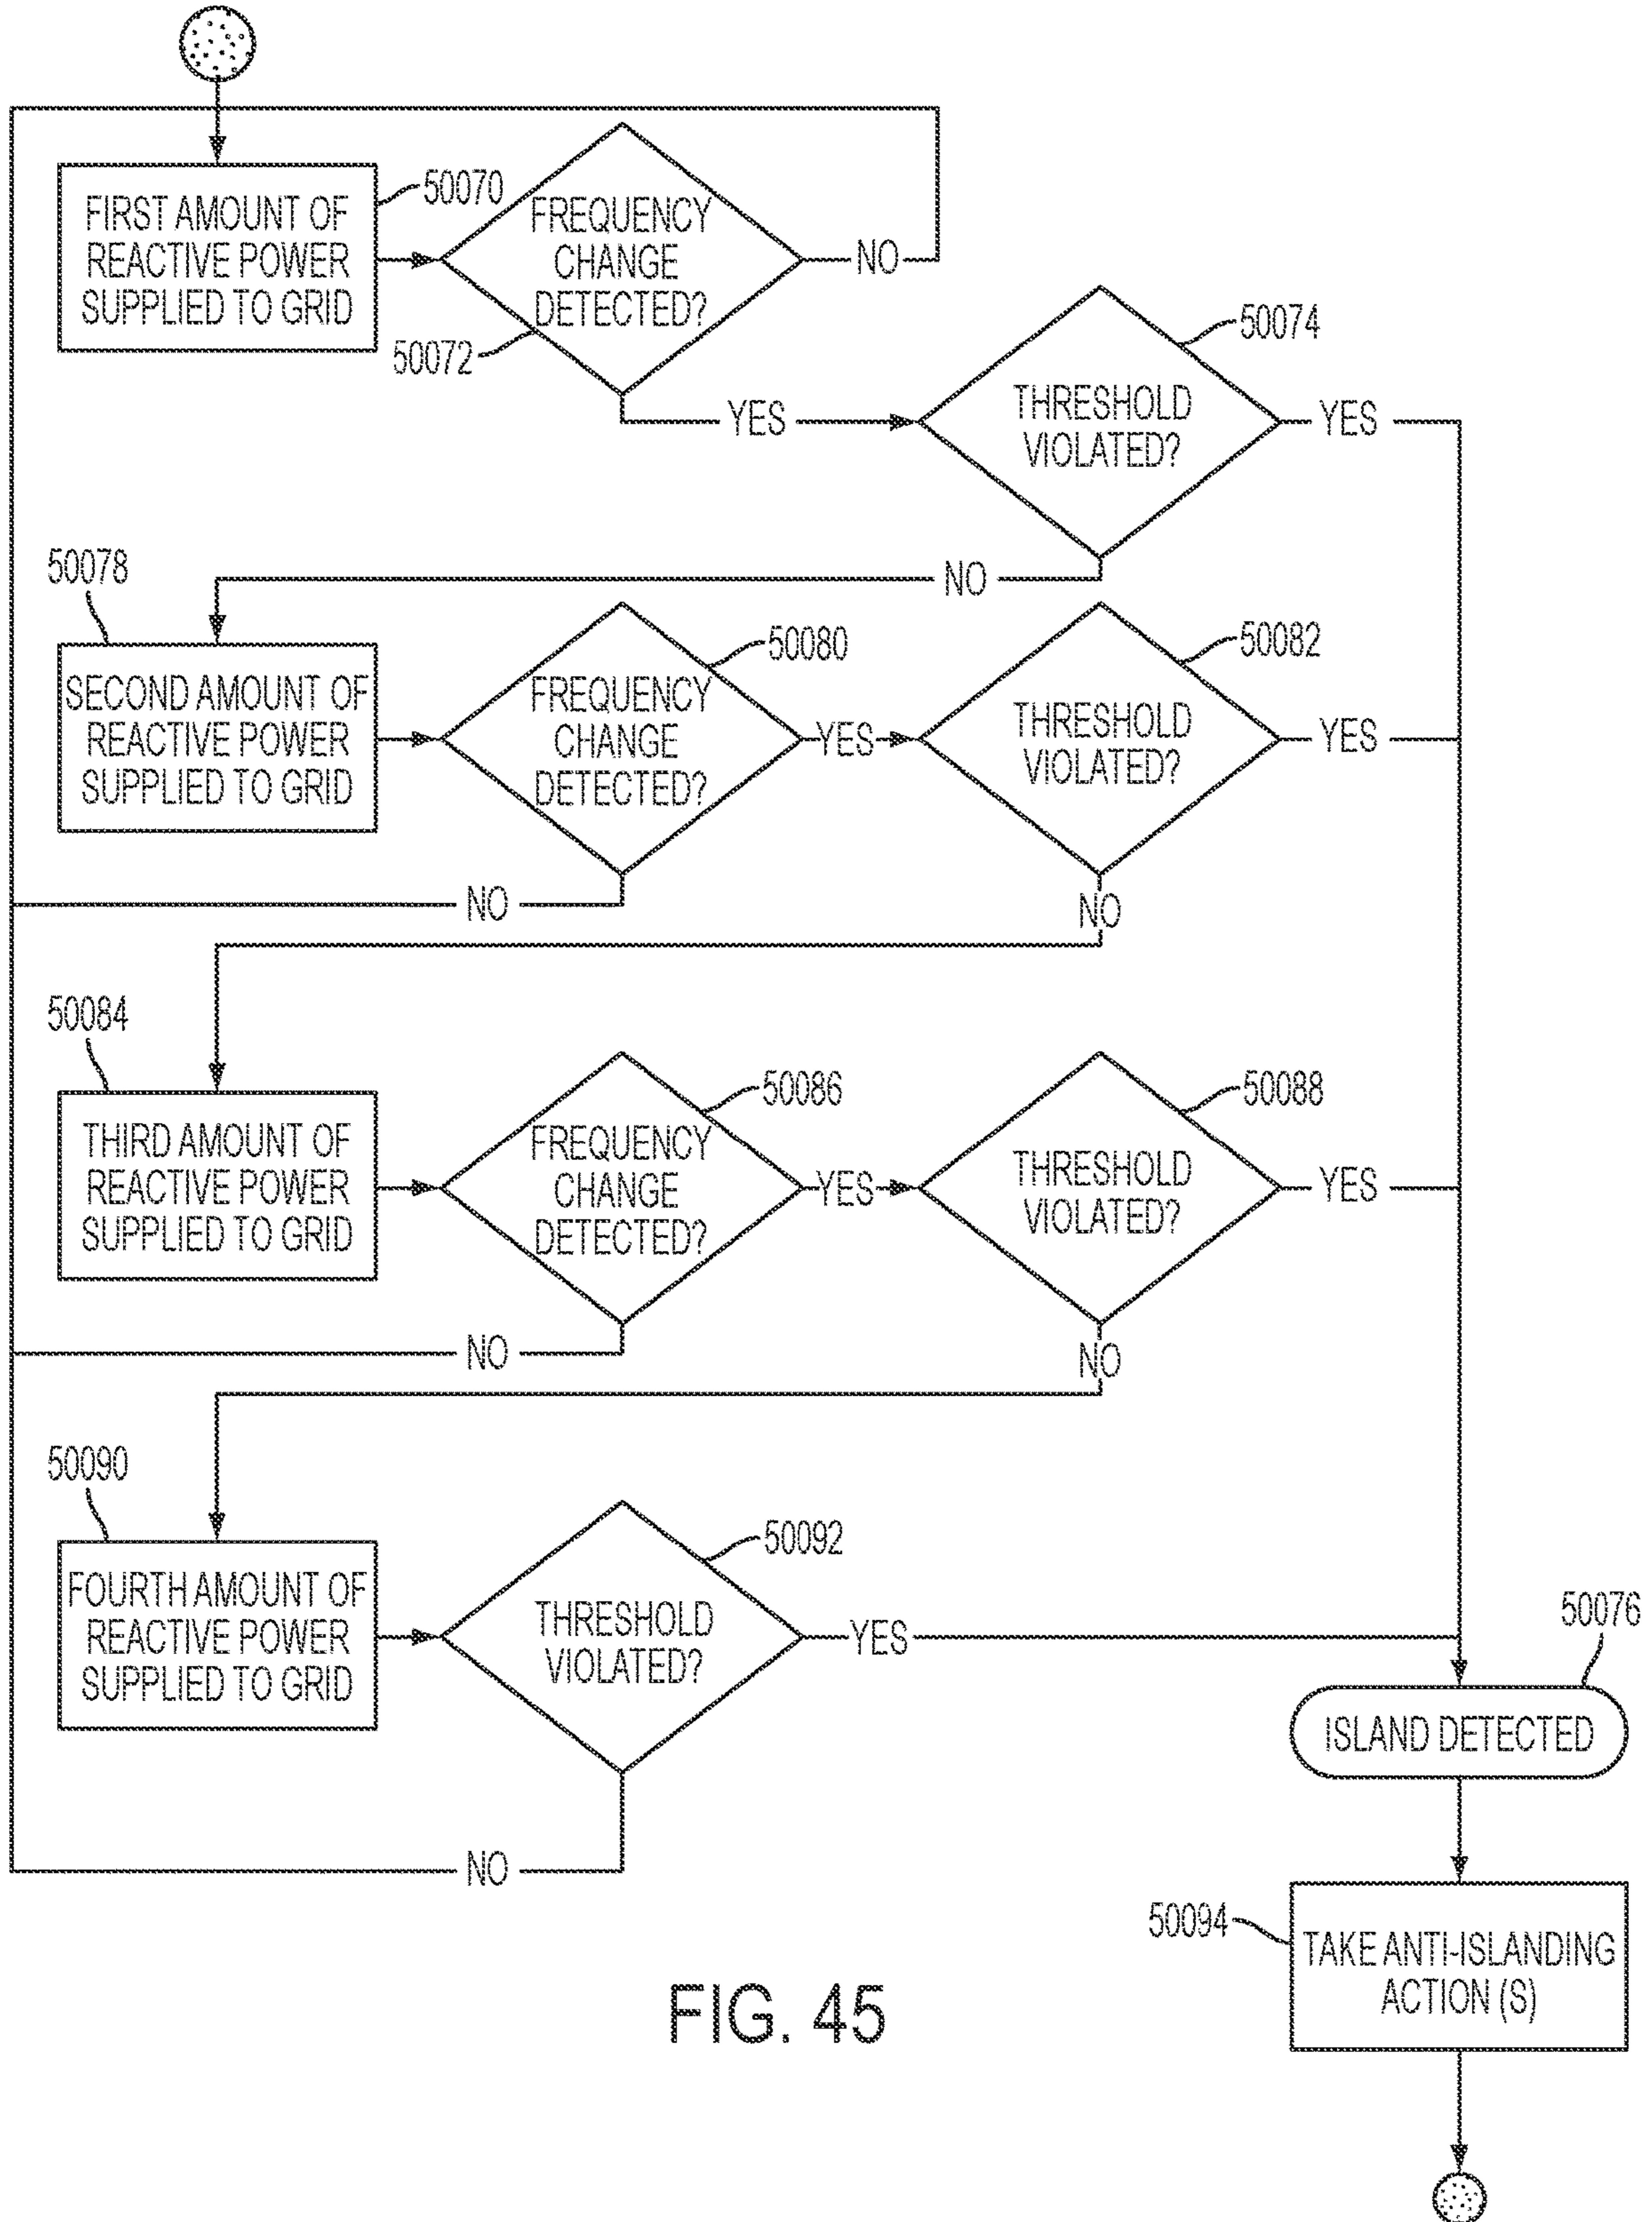 50070
FIRST AMOUNT OF
REACTIVE POWER
SUPPLIED TO GRID
FREQUENCY
CHANGE
DETECTED?
NO
50072
YES
50074
THRESHOLD
VIOLATED?
YES
NO
50078
SECOND AMOUNT OF
REACTIVE POWER
SUPPLIED TO GRID
50080
FREQUENCY
CHANGE
DETECTED?
YES
50082
THRESHOLD
VIOLATED?
YES
NO
NO
50084
THIRD AMOUNT OF
REACTIVE POWER
SUPPLIED TO GRID
50086
FREQUENCY
CHANGE
DETECTED?
YES
50088
THRESHOLD
VIOLATED?
YES
NO
NO
50090
FOURTH AMOUNT OF
REACTIVE POWER
SUPPLIED TO GRID
50092
THRESHOLD
VIOLATED?
YES
NO
50076
ISLAND DETECTED
50094
TAKE ANTI-ISLANDING
ACTION (S)
FIG. 45